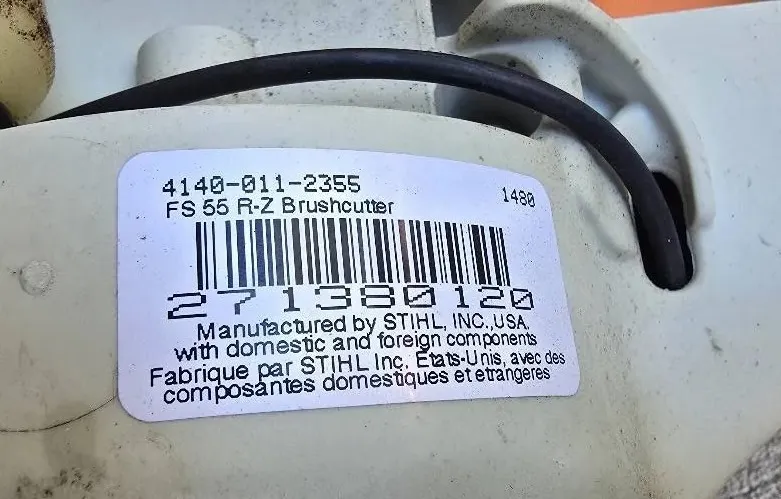 4140-011-2355 1480
FS 55 R-Z Brushcutter
271380120
Manufactured by STIHL, INC.,USA.
with domestic and foreign components
Fabrique par STIHL Inc. Etats-Unis, avec des
composantes domestiques et etrangeres